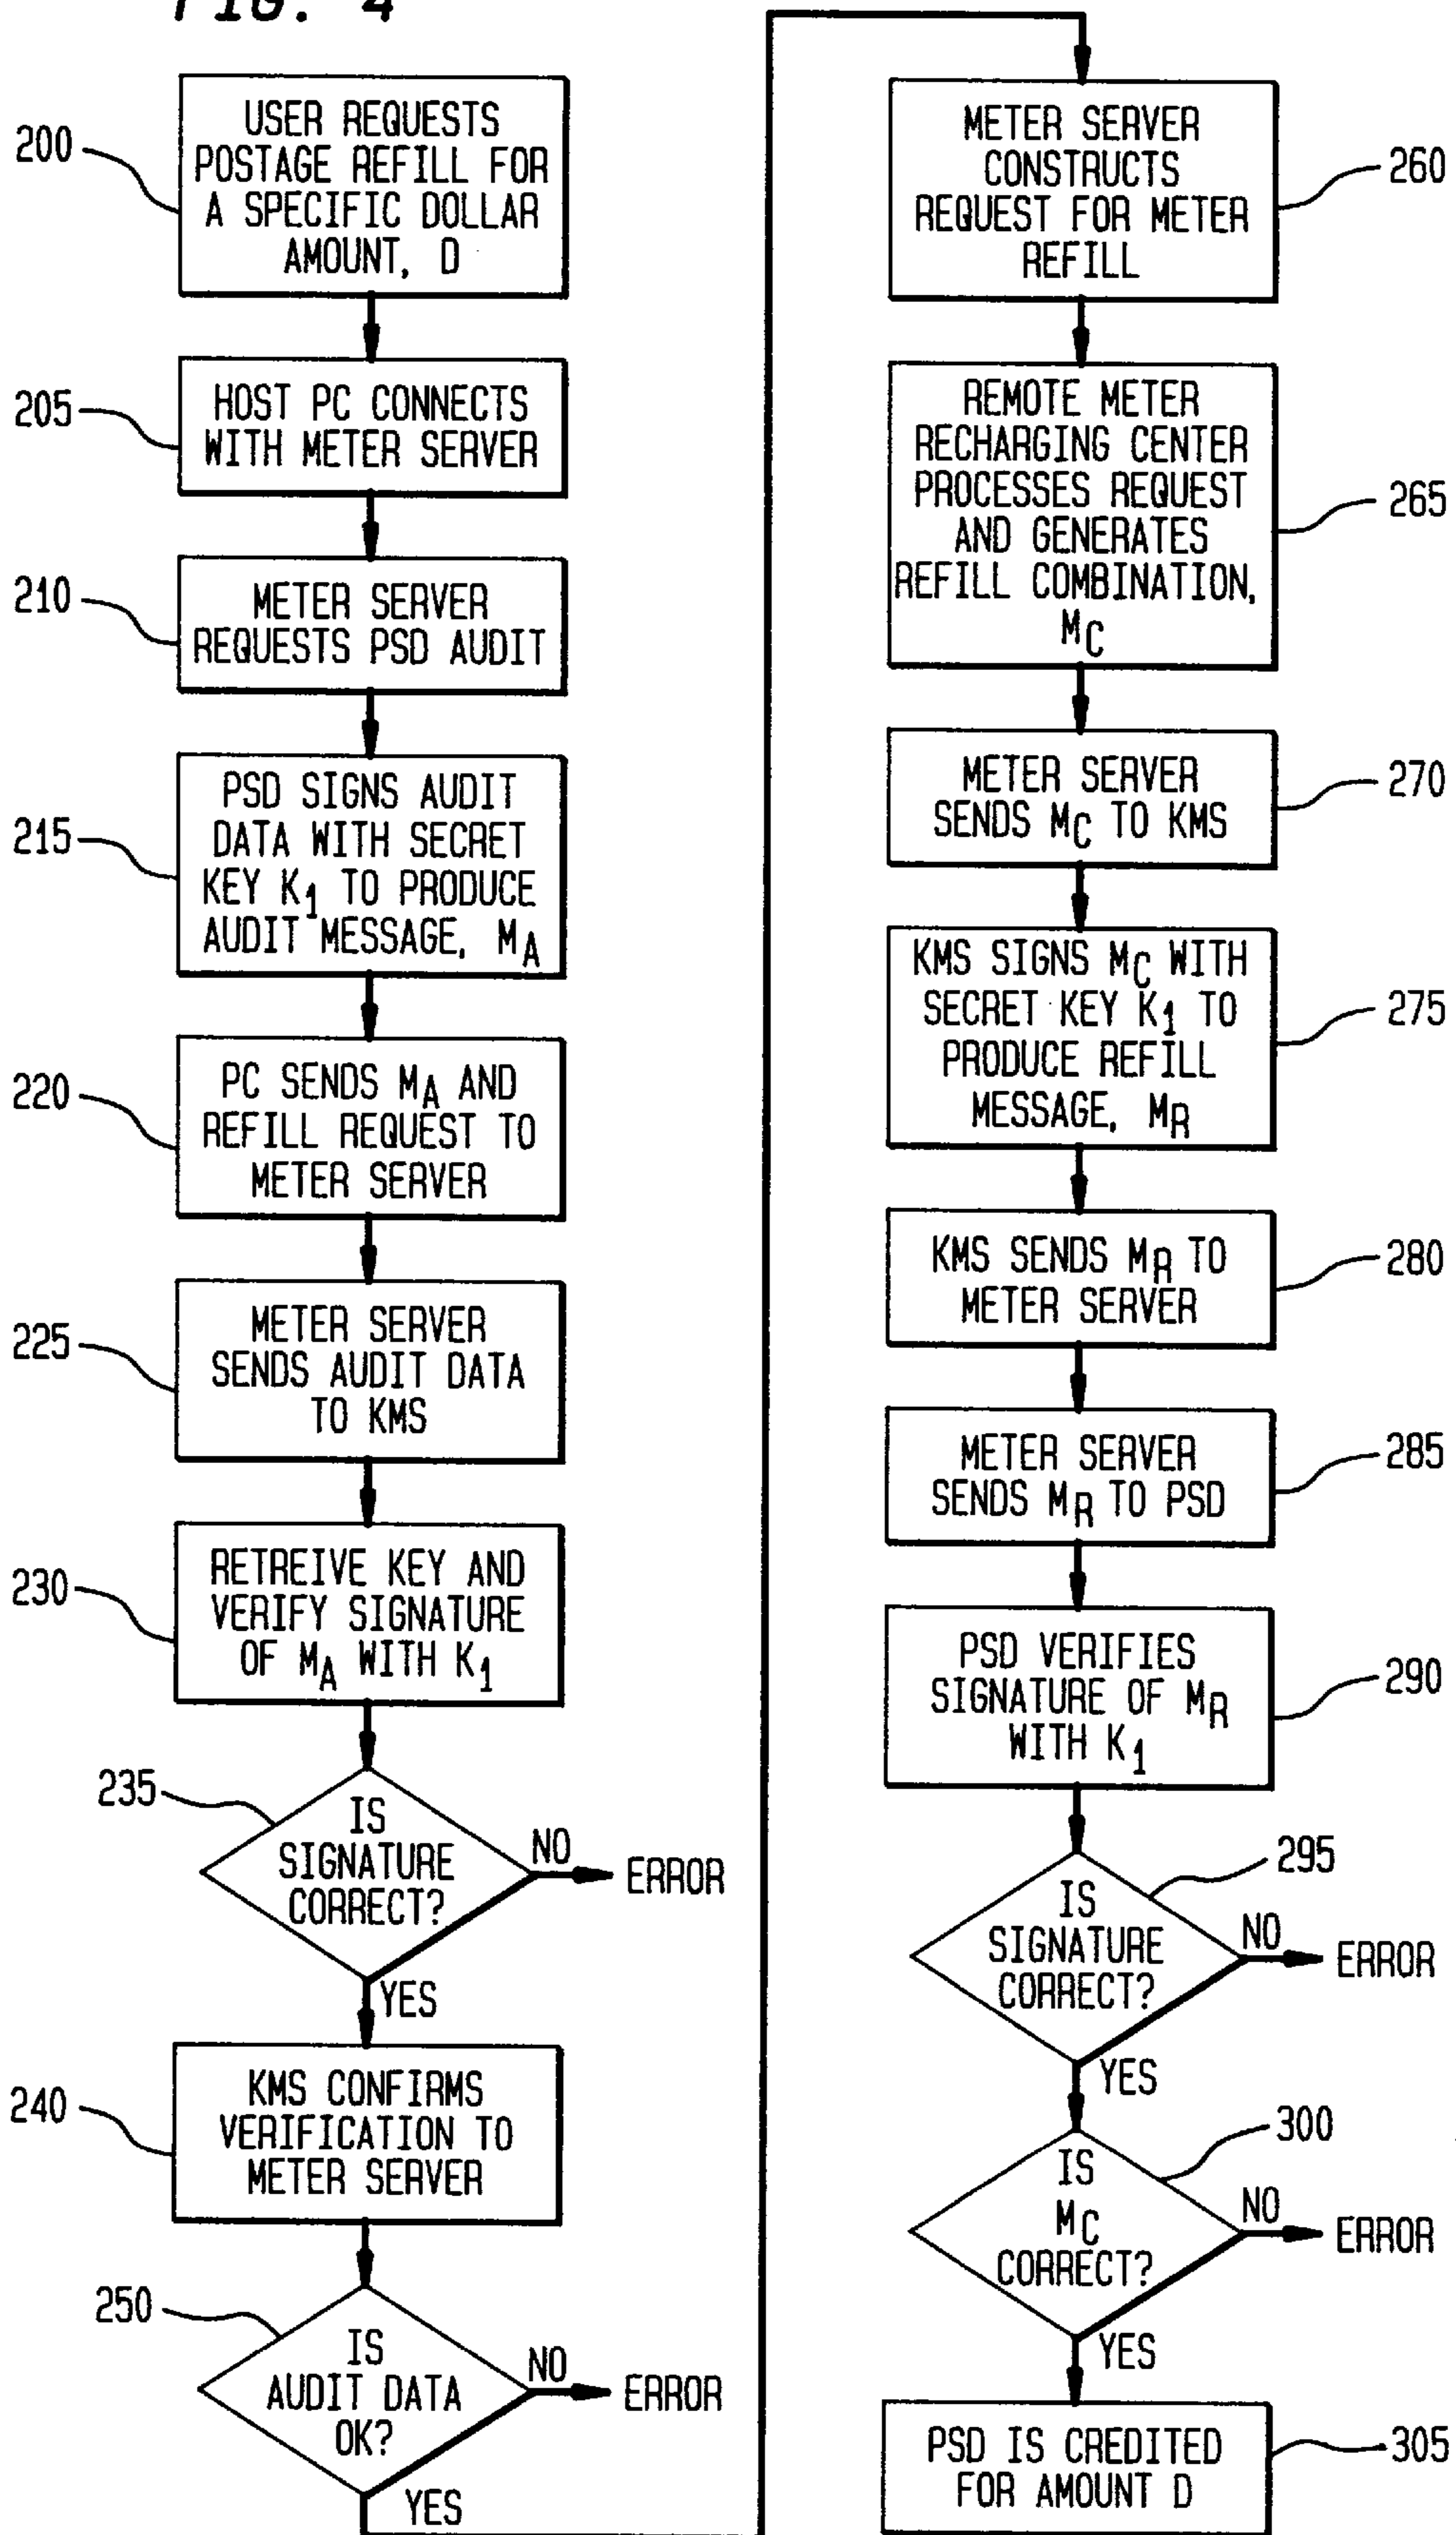 FIG. 4
200
USER REQUESTS
POSTAGE REFILL FOR
A SPECIFIC DOLLAR
AMOUNT, D
205
HOST PC CONNECTS
WITH METER SERVER
210
METER SERVER
REQUESTS PSD AUDIT
215
PSD SIGNS AUDIT
DATA WITH SECRET
KEY K1 TO PRODUCE
AUDIT MESSAGE, MA
220
PC SENDS MA AND
REFILL REQUEST TO
METER SERVER
225
METER SERVER
SENDS AUDIT DATA
TO KMS
230
RETREIVE KEY AND
VERIFY SIGNATURE
OF MA WITH K1
235
IS
SIGNATURE
CORRECT?
NO
ERROR
YES
240
KMS CONFIRMS
VERIFICATION TO
METER SERVER
250
IS
AUDIT DATA
OK?
NO
ERROR
YES
METER SERVER
CONSTRUCTS
REQUEST FOR METER
REFILL
260
REMOTE METER
RECHARGING CENTER
PROCESSES REQUEST
AND GENERATES
REFILL COMBINATION,
MC
265
METER SERVER
SENDS MC TO KMS
270
KMS SIGNS MC WITH
SECRET KEY K1 TO
PRODUCE REFILL
MESSAGE, MR
275
KMS SENDS MR TO
METER SERVER
280
METER SERVER
SENDS MR TO PSD
285
PSD VERIFIES
SIGNATURE OF MR
WITH K1
290
295
IS
SIGNATURE
CORRECT?
NO
ERROR
YES
300
IS
MC
CORRECT?
NO
ERROR
YES
PSD IS CREDITED
FOR AMOUNT D
305